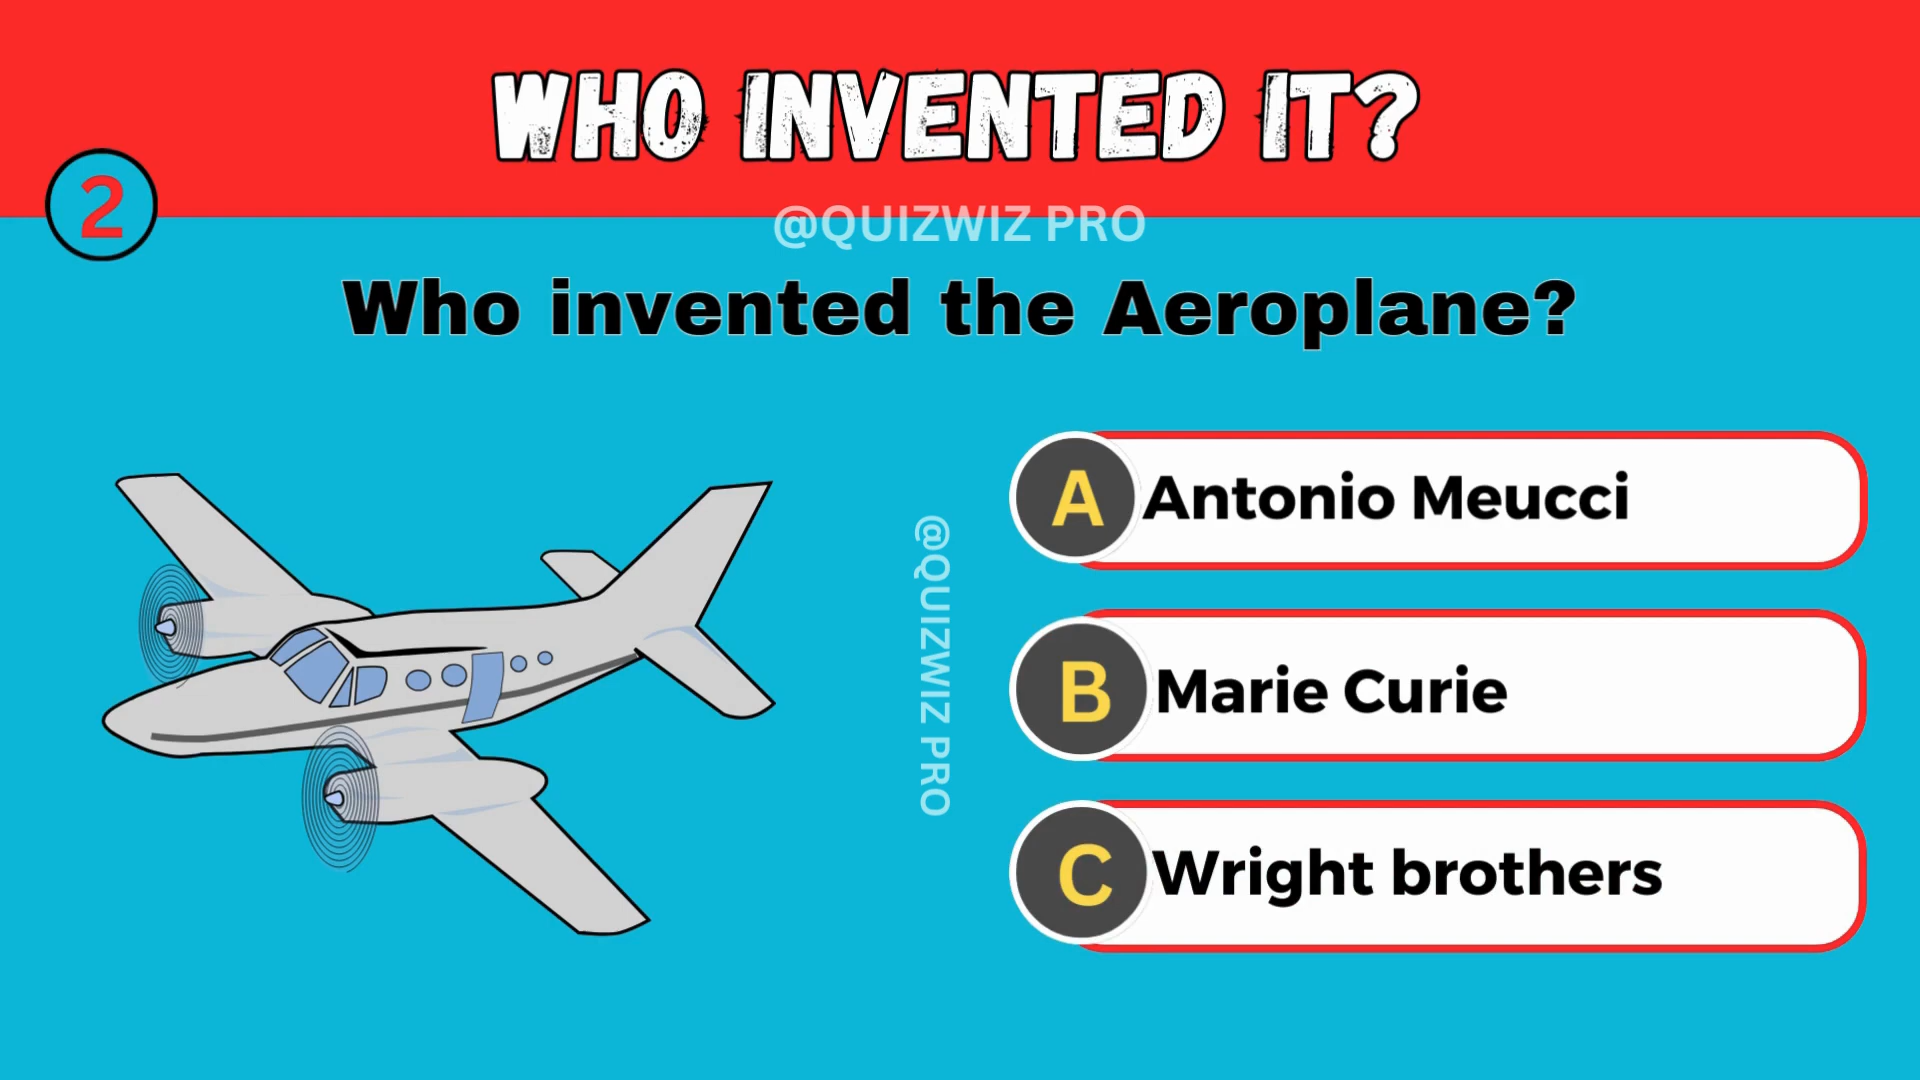 WHO INVENTED IT?
2
@QUIZWIZ PRO
Who invented the Aeroplane?
A Antonio Meucci
@QUIZWIZ PRO
B Marie Curie
C Wright brothers